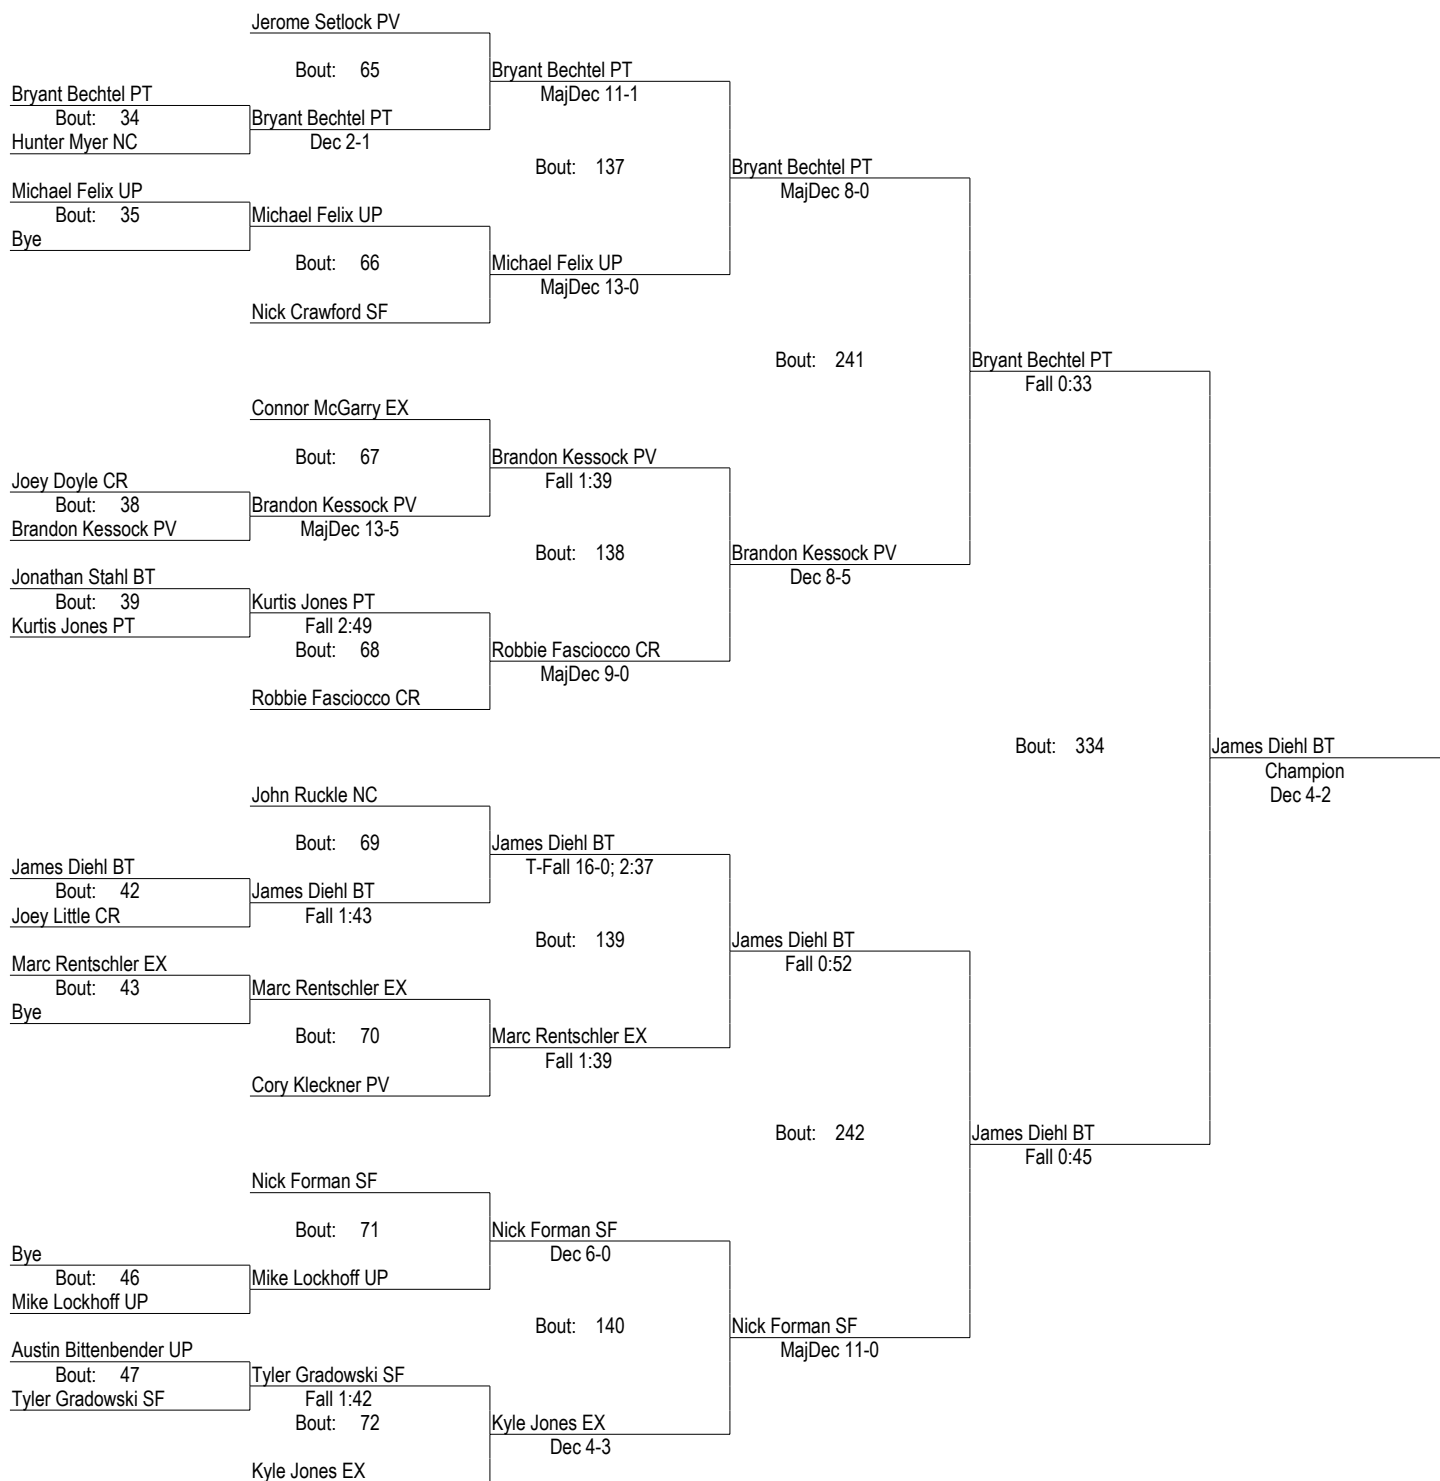 Jerome Setlock PV
Bout: 65
Bryant Bechtel PT
MajDec 11-1
Bryant Bechtel PT
Bout: 34
Hunter Myer NC
Bryant Bechtel PT
Dec 2-1
Bout: 137
Bryant Bechtel PT
MajDec 8-0
Michael Felix UP
Bout: 35
Bye
Michael Felix UP
Bout: 66
Michael Felix UP
MajDec 13-0
Nick Crawford SF
Bout: 241
Bryant Bechtel PT
Fall 0:33
Connor McGarry EX
Bout: 67
Brandon Kessock PV
Fall 1:39
Joey Doyle CR
Bout: 38
Brandon Kessock PV
Brandon Kessock PV
MajDec 13-5
Bout: 138
Brandon Kessock PV
Dec 8-5
Jonathan Stahl BT
Bout: 39
Kurtis Jones PT
Kurtis Jones PT
Fall 2:49
Bout: 68
Robbie Fasciocco CR
MajDec 9-0
Robbie Fasciocco CR
Bout: 334
James Diehl BT
Champion
Dec 4-2
John Ruckle NC
Bout: 69
James Diehl BT
T-Fall 16-0; 2:37
James Diehl BT
Bout: 42
Joey Little CR
James Diehl BT
Fall 1:43
Bout: 139
James Diehl BT
Fall 0:52
Marc Rentschler EX
Bout: 43
Bye
Marc Rentschler EX
Bout: 70
Marc Rentschler EX
Fall 1:39
Cory Kleckner PV
Bout: 242
James Diehl BT
Fall 0:45
Nick Forman SF
Bout: 71
Nick Forman SF
Dec 6-0
Bye
Bout: 46
Mike Lockhoff UP
Mike Lockhoff UP
Bout: 140
Nick Forman SF
MajDec 11-0
Austin Bittenbender UP
Bout: 47
Tyler Gradowski SF
Tyler Gradowski SF
Fall 1:42
Bout: 72
Kyle Jones EX
Dec 4-3
Kyle Jones EX